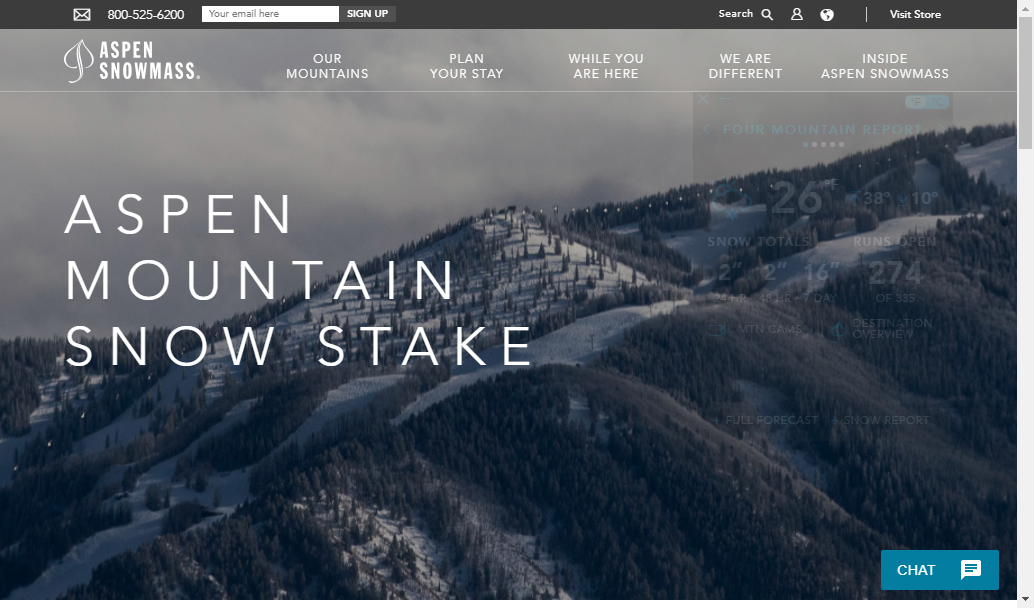 800-525-6200
Your email here
SIGN UP
Search
Visit Store
ASPEN
SNOWMASS
OUR
MOUNTAINS
PLAN
YOUR STAY
WHILE YOU
ARE HERE
WE ARE
DIFFERENT
INSIDE
ASPEN SNOWMASS
FOUR MOUNTAIN REPORT
26°F
38° 10°
SNOW TOTALS
RUNS OPEN
2" 2" 16"
274
24 HR 48 HR 7 DAY
OF 335
MTN CAMS
DESTINATION
OVERVIEW
+ FULL FORECAST
+ SNOW REPORT
ASPEN
MOUNTAIN
SNOW STAKE
CHAT